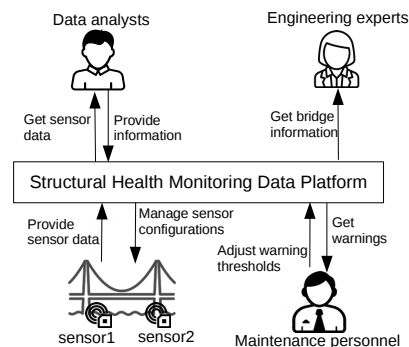 Data analysts
Engineering experts
Get sensor
data
Provide
information
Get bridge
information
Structural Health Monitoring Data Platform
Provide
sensor data
Manage sensor
configurations
Adjust warning
thresholds
Get
warnings
sensor1
sensor2
Maintenance personnel